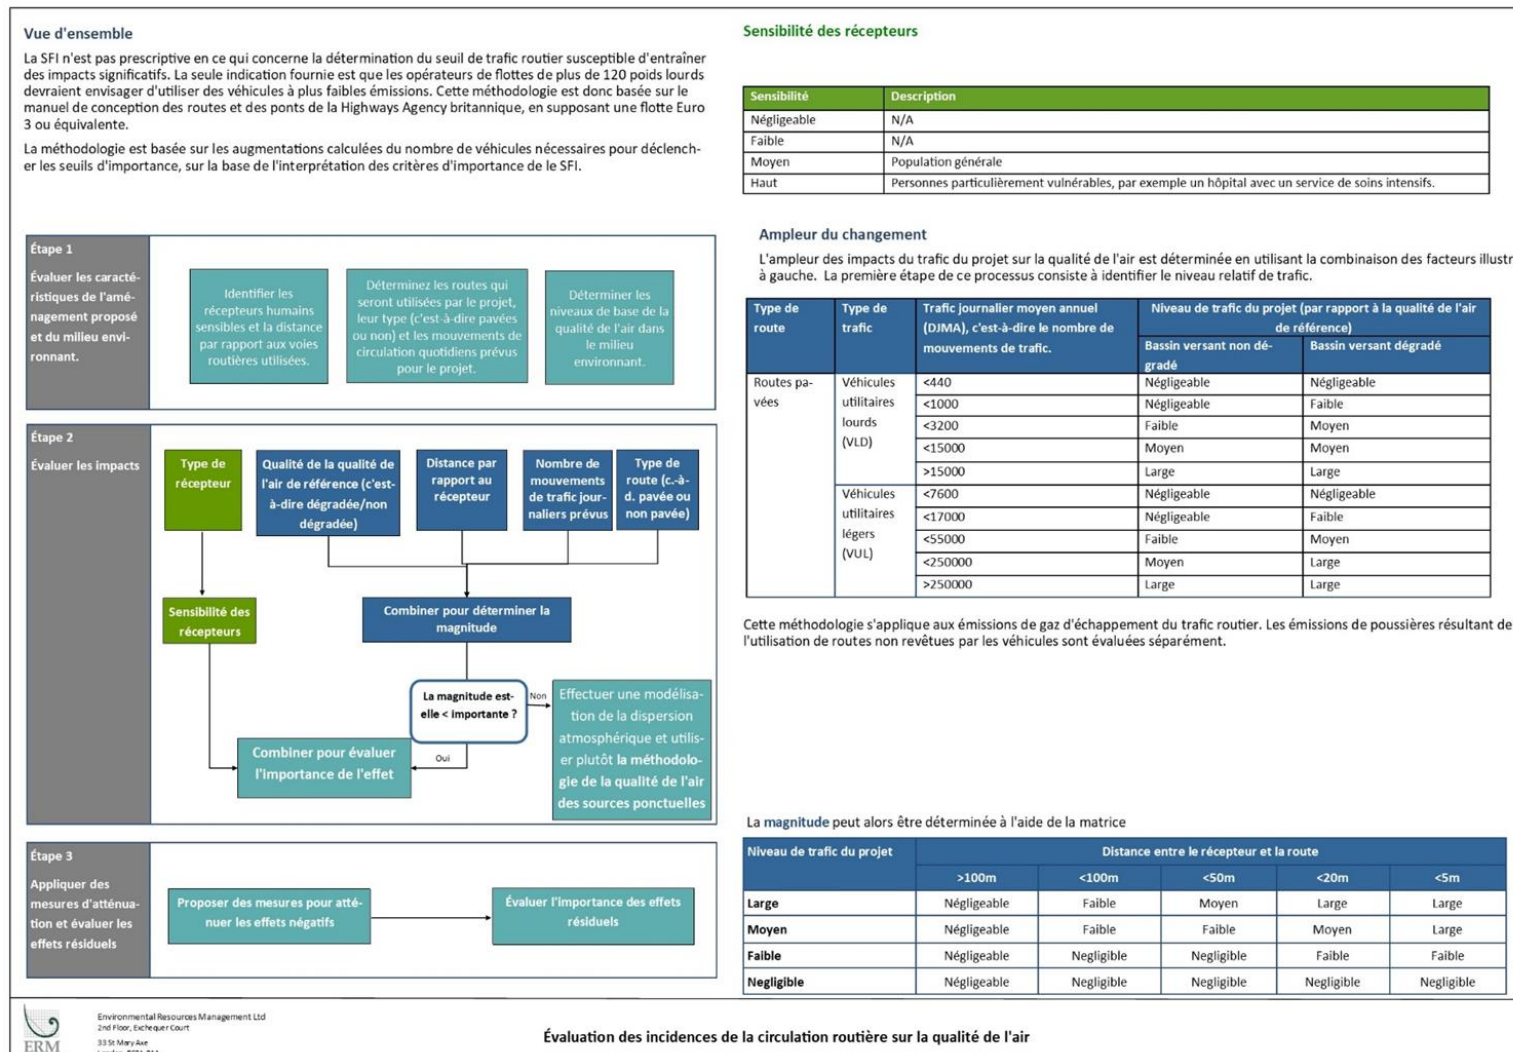 Vue d'ensemble
La SFI n'est pas prescriptive en ce qui concerne la détermination du seuil de trafic routier susceptible d'entraîner
des impacts significatifs. La seule indication fournie est que les opérateurs de flottes de plus de 120 poids lourds
devraient envisager d'utiliser des véhicules à plus faibles émissions. Cette méthodologie est donc basée sur le
manuel de conception des routes et des ponts de la Highways Agency britannique, en supposant une flotte Euro
3 ou équivalente.
La méthodologie est basée sur les augmentations calculées du nombre de véhicules nécessaires pour déclench-
er les seuils d'importance, sur la base de l'interprétation des critères d'importance de le SFI.
Étape 1
Évaluer les caracté-
ristiques de l'amé-
nagement proposé
et du milieu envi-
ronnant.
Identifier les
récepteurs humains
sensibles et la distance
par rapport aux voies
routières utilisées.
Déterminez les routes qui
seront utilisées par le projet,
leur type (c'est-à-dire pavées
ou non) et les mouvements de
circulation quotidiens prévus
pour le projet.
Déterminer les
niveaux de base de la
qualité de l'air dans
le milieu
environnant.
Étape 2
Évaluer les impacts
Type de
récepteur
Qualité de la qualité de
l'air de référence (c'est-
à-dire dégradée/non
dégradée)
Distance par
rapport au
récepteur
Nombre de
mouvements
de trafic jour-
naliers prévus
Type de
route (c.-à-
d. pavée ou
non pavée)
Sensibilité des
récepteurs
Combiner pour déterminer la
magnitude
La magnitude est-
elle < importante ?
Non
Oui
Effectuer une modélisa-
tion de la dispersion
atmosphérique et utilis-
er plutôt la méthodolo-
gie de la qualité de l'air
des sources ponctuelles
Combiner pour évaluer
l'importance de l'effet
Étape 3
Appliquer des
mesures d'atténua-
tion et évaluer les
effets résiduels
Proposer des mesures pour atté-
nuer les effets négatifs
Évaluer l'importance des effets
résiduels
Sensibilité des récepteurs
Sensibilité Description
Négligeable N/A
Faible N/A
Moyen Population générale
Haut Personnes particulièrement vulnérables, par exemple un hôpital avec un service de soins intensifs.
Ampleur du changement
L'ampleur des impacts du trafic du projet sur la qualité de l'air est déterminée en utilisant la combinaison des facteurs illustr
à gauche. La première étape de ce processus consiste à identifier le niveau relatif de trafic.
Type de
route
Type de
trafic
Trafic journalier moyen annuel
(DJMA), c'est-à-dire le nombre de
mouvements de trafic.
Niveau de trafic du projet (par rapport à la qualité de l'air
de référence)
Bassin versant non dé-
gradé
Bassin versant dégradé
Routes pa-
vées
Véhicules
utilitaires
lourds
(VLD)
<440 Négligeable Négligeable
<1000 Négligeable Faible
<3200 Faible Moyen
<15000 Moyen Moyen
>15000 Large Large
Véhicules
utilitaires
légers
(VUL)
<7600 Négligeable Négligeable
<17000 Négligeable Faible
<55000 Faible Moyen
<250000 Moyen Large
>250000 Large Large
Cette méthodologie s'applique aux émissions de gaz d'échappement du trafic routier. Les émissions de poussières résultant de
l'utilisation de routes non revêtues par les véhicules sont évaluées séparément.
La magnitude peut alors être déterminée à l'aide de la matrice
Niveau de trafic du projet Distance entre le récepteur et la route
>100m <100m <50m <20m <5m
Large Négligeable Faible Moyen Large Large
Moyen Négligeable Faible Faible Moyen Large
Faible Négligeable Negligible Negligible Faible Faible
Negligible Négligeable Negligible Negligible Negligible Negligible
ERM
Environmental Resources Management Ltd
2nd Floor, Exchequer Court
33 St Mary Axe
Évaluation des incidences de la circulation routière sur la qualité de l'air